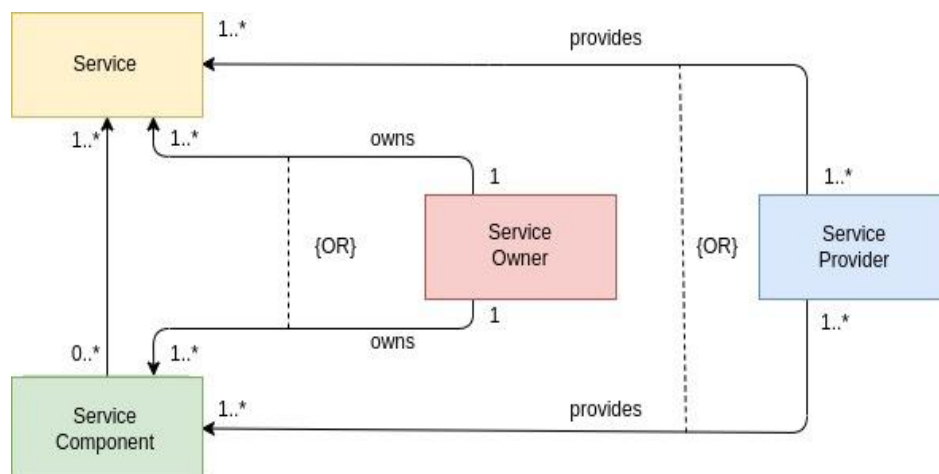 1..*
provides
Service
1..*
1..*
owns
1
1..*
Service
Owner
Service
Provider
{OR}
{OR}
1
1..*
owns
0..*
1..*
1..*
provides
Service
Component